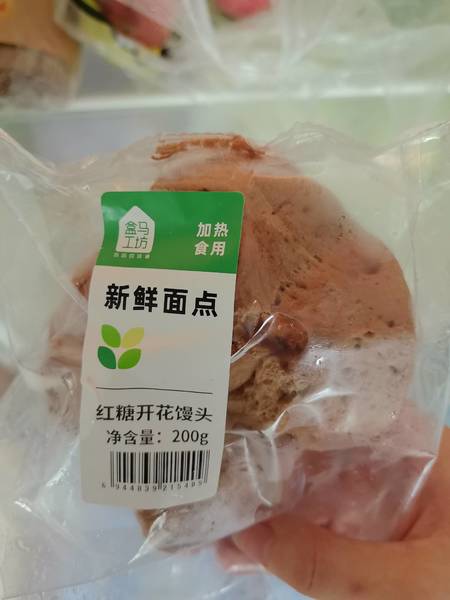 盒马
工坊
加热
食用
新鲜面点
红糖开花馒头
净含量：200g
6944839215405